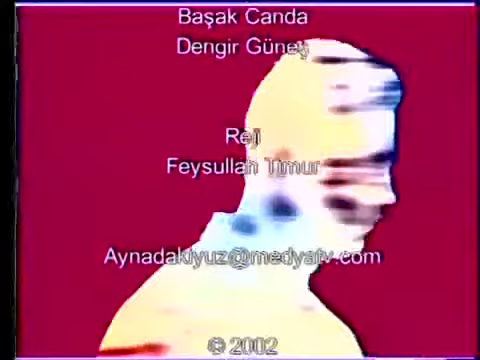 Başak Canda
Dengir Güneş
Reji
Feysullah Timur
Aynadakiyuz@medyatv.com
© 2002